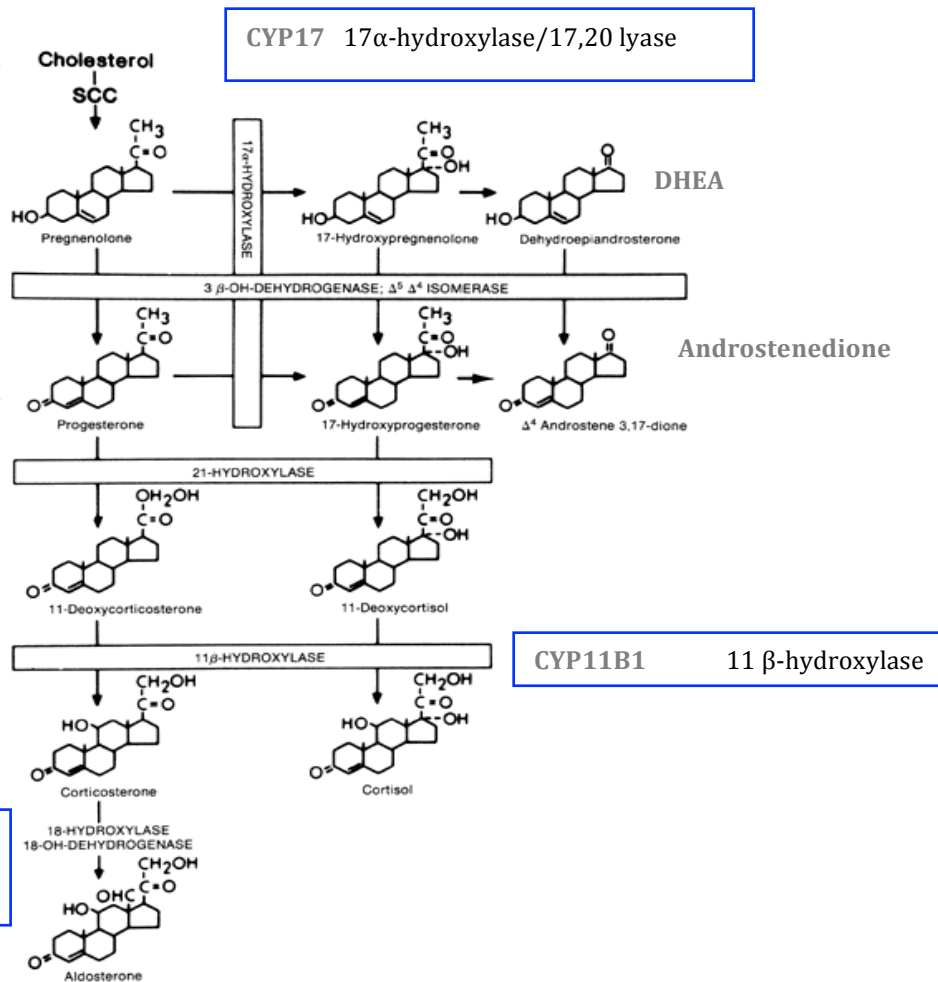 CYP17 17α-hydroxylase/17,20 lyase
Cholesterol
SCC
CH₃
C=O
HO
Pregnenolone
17α-HYDROXYLASE
CH₃
C=O
--OH
HO
17-Hydroxypregnenolone
O
HO
Dehydroepiandrosterone
DHEA
3 β-OH-DEHYDROGENASE; Δ⁵ Δ⁴ ISOMERASE
CH₃
C=O
O
Progesterone
CH₃
C=O
--OH
O
17-Hydroxyprogesterone
O
O
Δ⁴ Androstene 3,17-dione
Androstenedione
21-HYDROXYLASE
OH₂OH
C=O
O
11-Deoxycorticosterone
CH₂OH
C=O
--OH
O
11-Deoxycortisol
11β-HYDROXYLASE
CYP11B1 11 β-hydroxylase
CH₂OH
C=O
HO
O
Corticosterone
CH₂OH
C=O
HO
--OH
O
Cortisol
18-HYDROXYLASE
18-OH-DEHYDROGENASE
CH₂OH
OHC C=O
HO
O
Aldosterone